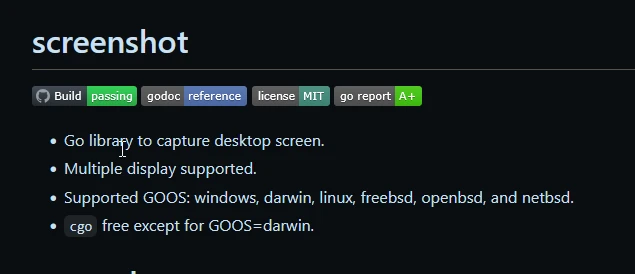 screenshot
Build passing godoc reference license MIT go report A+
Go library to capture desktop screen.
Multiple display supported.
Supported GOOS: windows, darwin, linux, freebsd, openbsd, and netbsd.
cgo free except for GOOS=darwin.